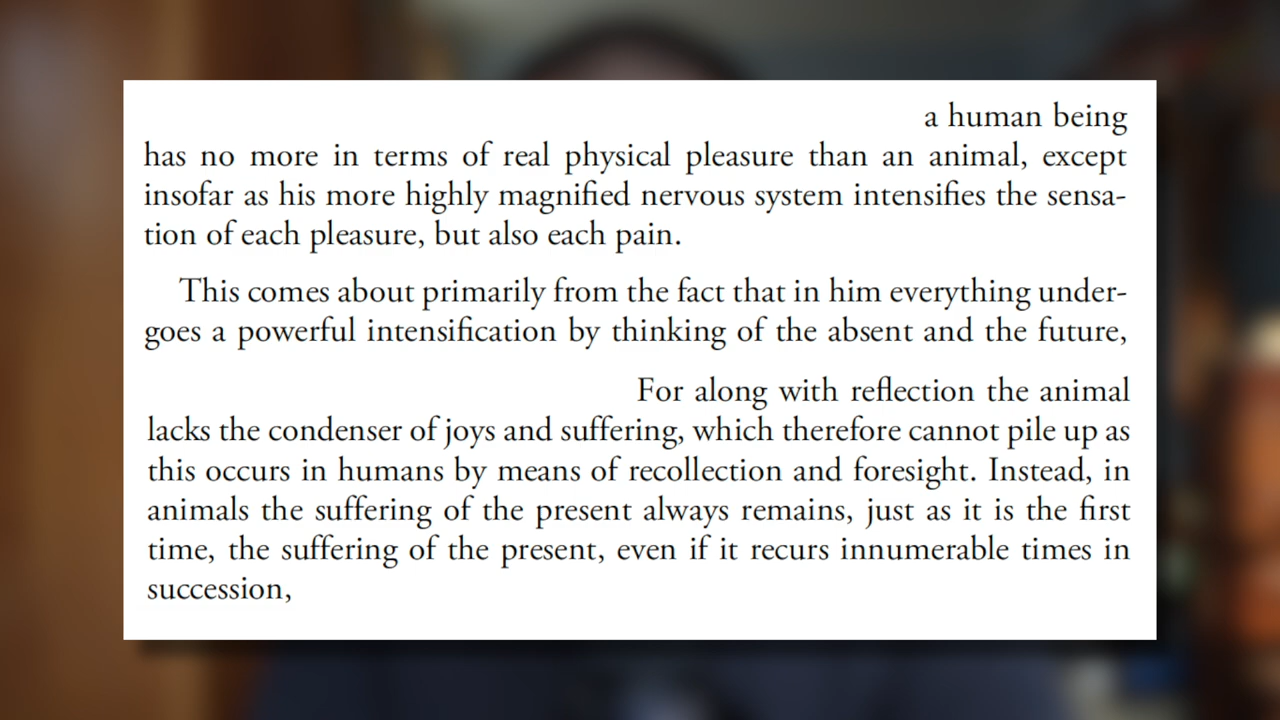 a human being
has no more in terms of real physical pleasure than an animal, except
insofar as his more highly magnified nervous system intensifies the sensa-
tion of each pleasure, but also each pain.
This comes about primarily from the fact that in him everything under-
goes a powerful intensification by thinking of the absent and the future,
For along with reflection the animal
lacks the condenser of joys and suffering, which therefore cannot pile up as
this occurs in humans by means of recollection and foresight. Instead, in
animals the suffering of the present always remains, just as it is the first
time, the suffering of the present, even if it recurs innumerable times in
succession,